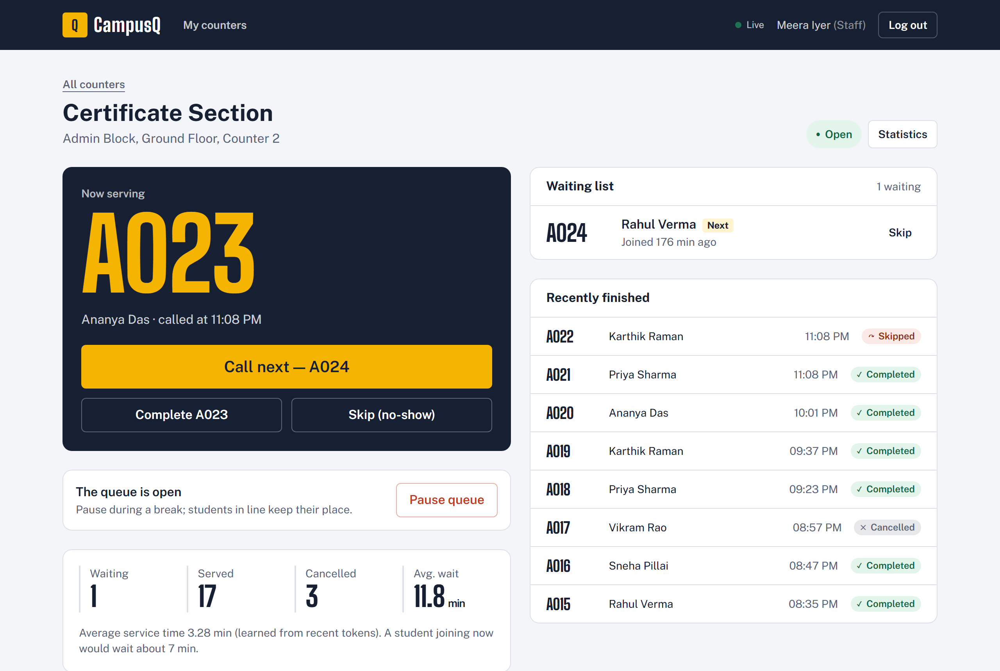 Q CampusQ My counters Live Meera Iyer (Staff) Log out
All counters
Certificate Section
Admin Block, Ground Floor, Counter 2
• Open Statistics
Now serving
A023
Ananya Das · called at 11:08 PM
Call next — A024
Complete A023 Skip (no-show)
The queue is open
Pause during a break; students in line keep their place.
Pause queue
Waiting Served Cancelled Avg. wait
1 17 3 11.8 min
Average service time 3.28 min (learned from recent tokens). A student joining now
would wait about 7 min.
Waiting list 1 waiting
A024 Rahul Verma Next Skip
Joined 176 min ago
Recently finished
A022 Karthik Raman 11:08 PM ↷ Skipped
A021 Priya Sharma 11:08 PM ✓ Completed
A020 Ananya Das 10:01 PM ✓ Completed
A019 Karthik Raman 09:37 PM ✓ Completed
A018 Priya Sharma 09:23 PM ✓ Completed
A017 Vikram Rao 08:57 PM × Cancelled
A016 Sneha Pillai 08:47 PM ✓ Completed
A015 Rahul Verma 08:35 PM ✓ Completed